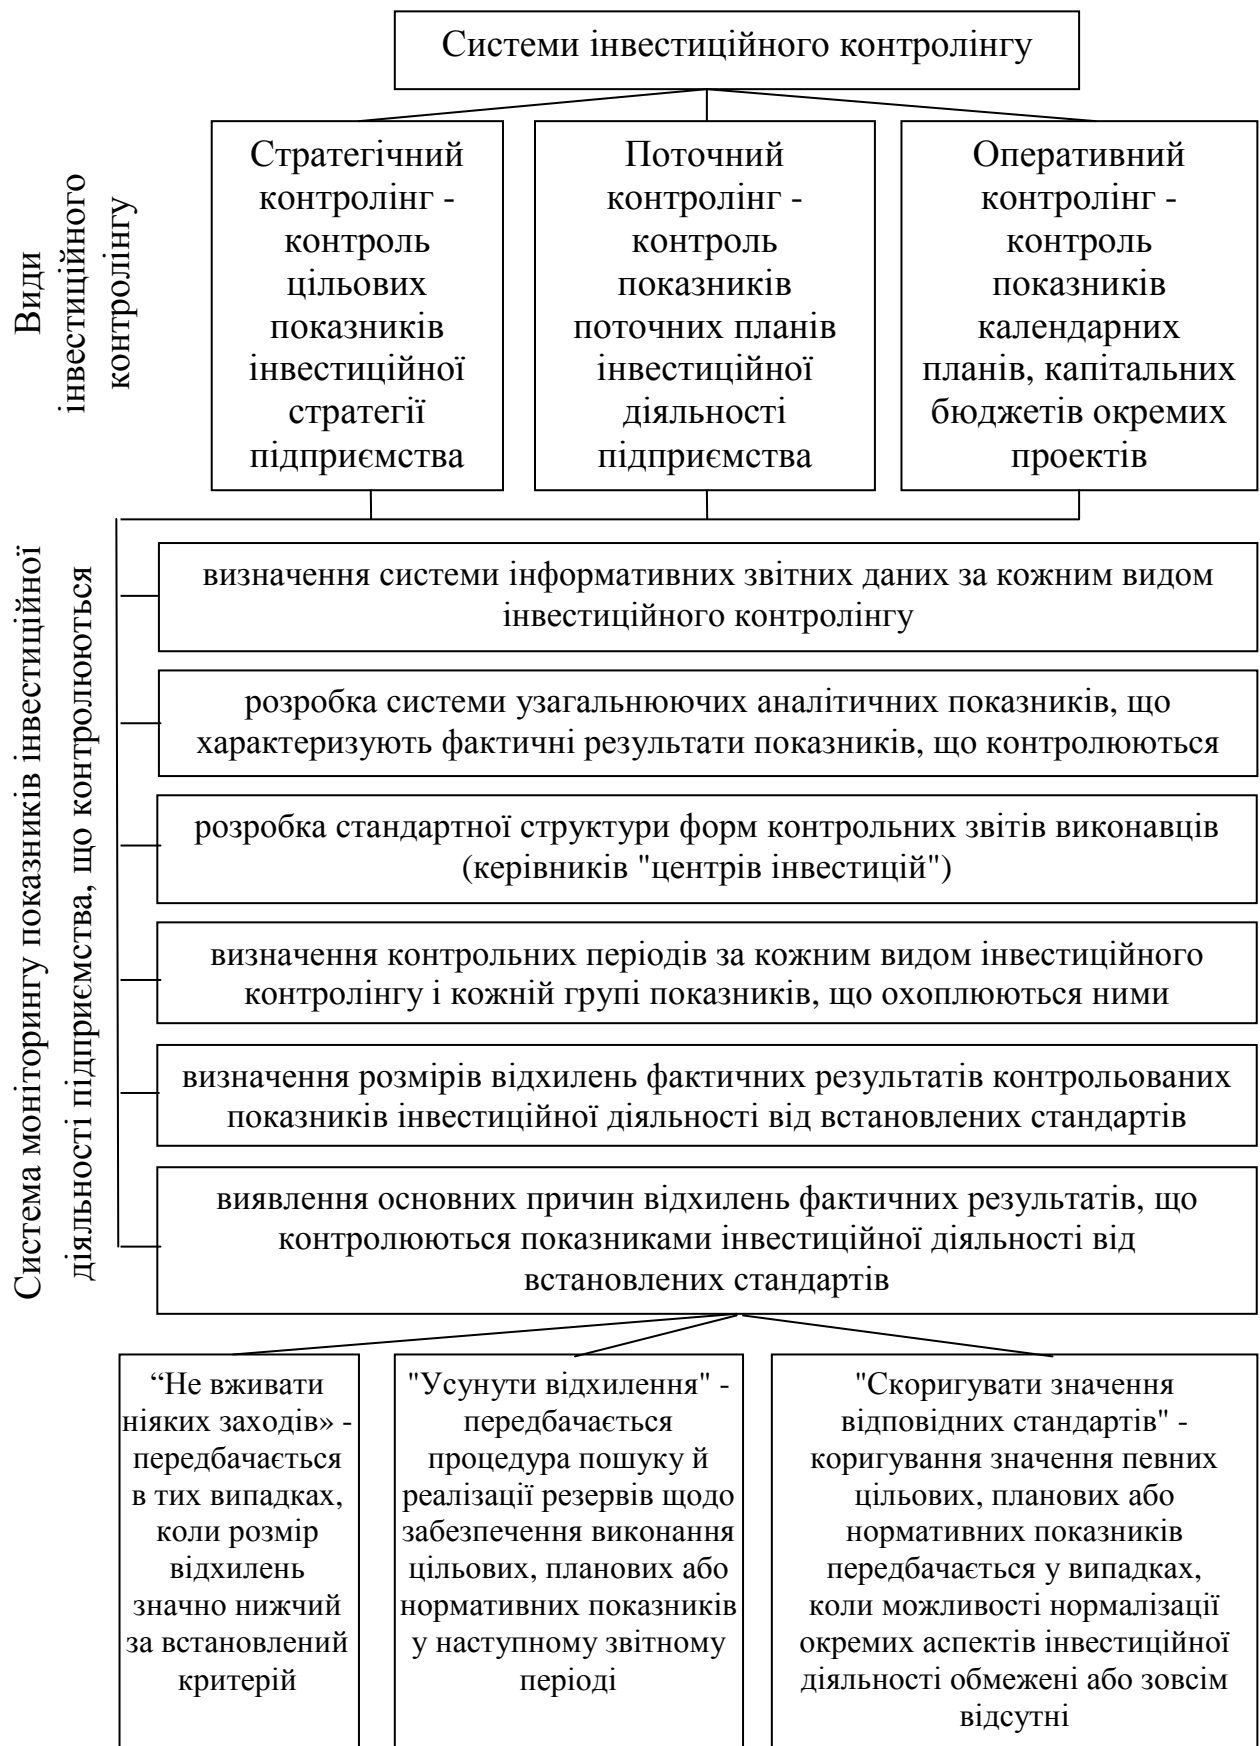 Системи інвестиційного контролінгу
Види
інвестиційного
контролінгу
Стратегічний
контролінг -
контроль
цільових
показників
інвестиційної
стратегії
підприємства
Поточний
контролінг -
контроль
показників
поточних планів
інвестиційної
діяльності
підприємства
Оперативний
контролінг -
контроль
показників
календарних
планів, капітальних
бюджетів окремих
проектів
Система моніторингу показників інвестиційної
діяльності підприємства, що контролюються
визначення системи інформативних звітних даних за кожним видом
інвестиційного контролінгу
розробка системи узагальнюючих аналітичних показників, що
характеризують фактичні результати показників, що контролюються
розробка стандартної структури форм контрольних звітів виконавців
(керівників "центрів інвестицій")
визначення контрольних періодів за кожним видом інвестиційного
контролінгу і кожній групі показників, що охоплюються ними
визначення розмірів відхилень фактичних результатів контрольованих
показників інвестиційної діяльності від встановлених стандартів
виявлення основних причин відхилень фактичних результатів, що
контролюються показниками інвестиційної діяльності від
встановлених стандартів
“Не вживати
ніяких заходів» -
передбачається
в тих випадках,
коли розмір
відхилень
значно нижчий
за встановлений
критерій
"Усунути відхилення" -
передбачається
процедура пошуку й
реалізації резервів щодо
забезпечення виконання
цільових, планових або
нормативних показників
у наступному звітному
періоді
"Скоригувати значення
відповідних стандартів" -
коригування значення певних
цільових, планових або
нормативних показників
передбачається у випадках,
коли можливості нормалізації
окремих аспектів інвестиційної
діяльності обмежені або зовсім
відсутні